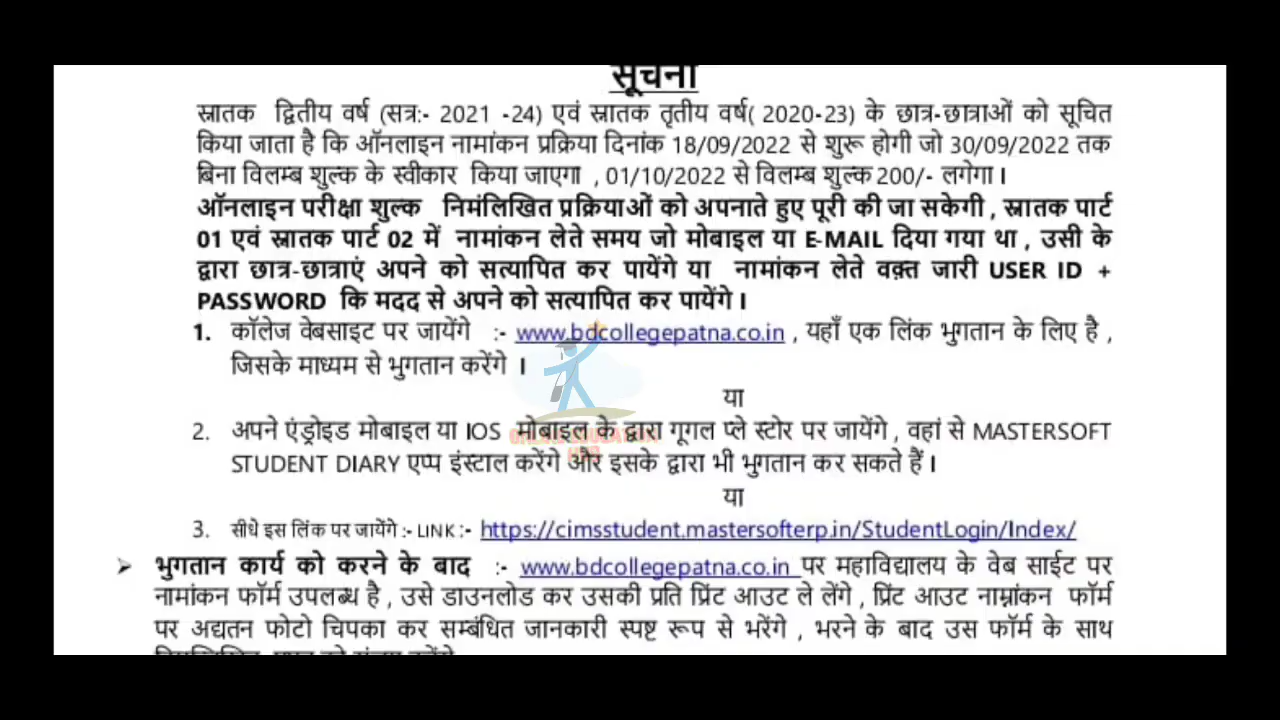 सूचना
स्नातक द्वितीय वर्ष (सत्र:- 2021 -24) एवं स्नातक तृतीय वर्ष( 2020-23) के छात्र-छात्राओं को सूचित
किया जाता है कि ऑनलाइन नामांकन प्रक्रिया दिनांक 18/09/2022 से शुरू होगी जो 30/09/2022 तक
बिना विलम्ब शुल्क के स्वीकार किया जाएगा , 01/10/2022 से विलम्ब शुल्क 200/- लगेगा ।
ऑनलाइन परीक्षा शुल्क निमंलिखित प्रक्रियाओं को अपनाते हुए पूरी की जा सकेगी , स्नातक पार्ट
01 एवं स्नातक पार्ट 02 में नामांकन लेते समय जो मोबाइल या E-MAIL दिया गया था , उसी के
द्वारा छात्र-छात्राएं अपने को सत्यापित कर पायेंगे या नामांकन लेते वक़्त जारी USER ID +
PASSWORD कि मदद से अपने को सत्यापित कर पायेंगे ।
1. कॉलेज वेबसाइट पर जायेंगे :- www.bdcollegepatna.co.in , यहाँ एक लिंक भुगतान के लिए है ,
जिसके माध्यम से भुगतान करेंगे ।
या
2. अपने एंड्रोइड मोबाइल या IOS मोबाइल के द्वारा गूगल प्ले स्टोर पर जायेंगे , वहां से MASTERSOFT
STUDENT DIARY एप्प इंस्टाल करेंगे और इसके द्वारा भी भुगतान कर सकते हैं ।
या
3. सीधे इस लिंक पर जायेंगे :- LINK :- https://cimsstudent.mastersofterp.in/StudentLogin/Index/
➢ भुगतान कार्य को करने के बाद :- www.bdcollegepatna.co.in पर महाविद्यालय के वेब साईट पर
नामांकन फॉर्म उपलब्ध है , उसे डाउनलोड कर उसकी प्रति प्रिंट आउट ले लेंगे , प्रिंट आउट नाम्नांकन फॉर्म
पर अद्यतन फोटो चिपका कर सम्बंधित जानकारी स्पष्ट रूप से भरेंगे , भरने के बाद उस फॉर्म के साथ